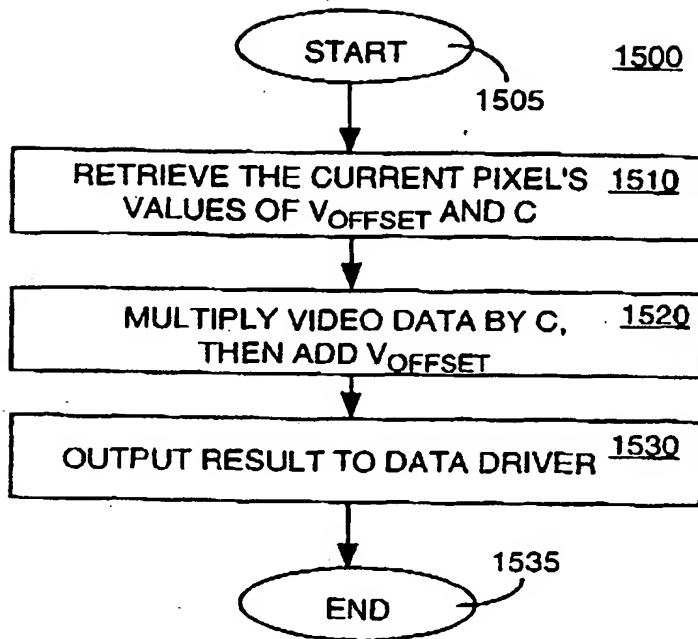 START
1500
1505
RETRIEVE THE CURRENT PIXEL'S 1510
VALUES OF VOFFSET AND C
MULTIPLY VIDEO DATA BY C, 1520
THEN ADD VOFFSET
OUTPUT RESULT TO DATA DRIVER 1530
1535
END